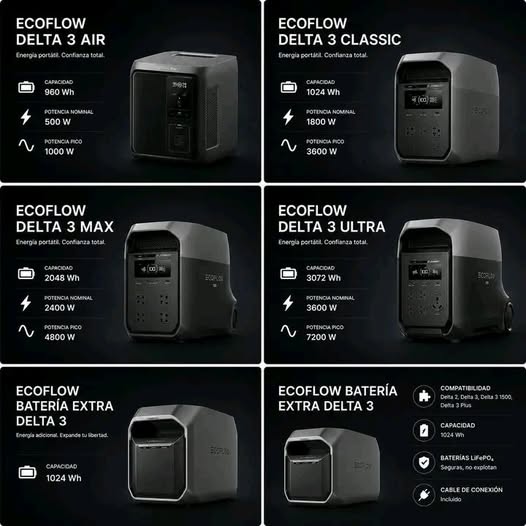 ECOFLOW
DELTA 3 AIR
Energía portátil. Confianza total.
CAPACIDAD
960 Wh
POTENCIA NOMINAL
500 W
POTENCIA PICO
1000 W
ECOFLOW
DELTA 3 CLASSIC
Energía portátil. Confianza total.
CAPACIDAD
1024 Wh
POTENCIA NOMINAL
1800 W
POTENCIA PICO
3600 W
ECOFLOW
ECOFLOW
DELTA 3 MAX
Energía portátil. Confianza total.
CAPACIDAD
2048 Wh
POTENCIA NOMINAL
2400 W
POTENCIA PICO
4800 W
ECOFLOW
ECOFLOW
DELTA 3 ULTRA
Energía portátil. Confianza total.
CAPACIDAD
3072 Wh
POTENCIA NOMINAL
3600 W
POTENCIA PICO
7200 W
ECOFLOW
ECOFLOW
BATERÍA EXTRA
DELTA 3
Energía adicional. Expande tu libertad.
CAPACIDAD
1024 Wh
ECOFLOW
ECOFLOW BATERÍA
EXTRA DELTA 3
ECOFLOW
COMPATIBILIDAD
Delta 2, Delta 3, Delta 3 1500,
Delta 3 Plus
CAPACIDAD
1024 Wh
BATERÍAS LiFePO₄
Seguras, no explotan
CABLE DE CONEXIÓN
Incluido